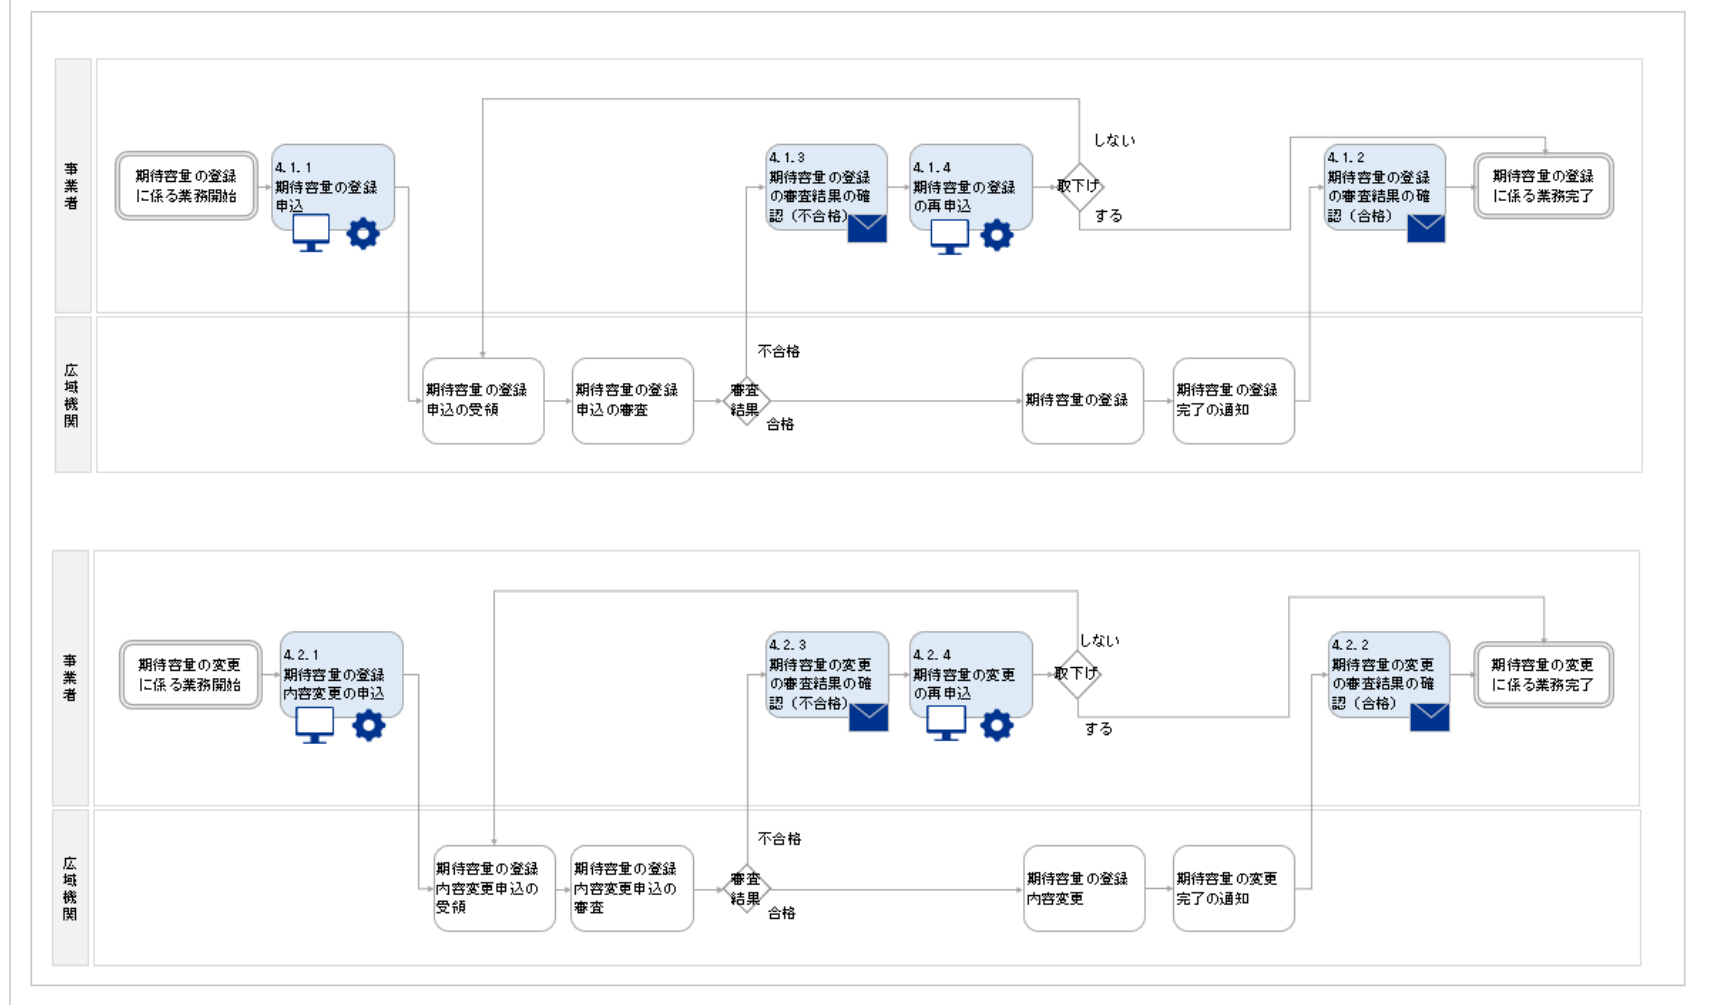 事業者
期待容量の登録
に係る業務開始
4.1.1
期待容量の登録
申込
4.1.3
期待容量の登録
の審査結果の確
認（不合格）
4.1.4
期待容量の登録
の再申込
取下げ
しない
する
4.1.2
期待容量の登録
の審査結果の確
認（合格）
期待容量の登録
に係る業務完了
広域機関
期待容量の登録
申込の受領
期待容量の登録
申込の審査
審査
結果
不合格
合格
期待容量の登録
期待容量の登録
完了の通知
事業者
期待容量の変更
に係る業務開始
4.2.1
期待容量の登録
内容変更の申込
4.2.3
期待容量の変更
の審査結果の確
認（不合格）
4.2.4
期待容量の変更
の再申込
取下げ
しない
する
4.2.2
期待容量の変更
の審査結果の確
認（合格）
期待容量の変更
に係る業務完了
広域機関
期待容量の登録
内容変更申込の
受領
期待容量の登録
内容変更申込の
審査
審査
結果
不合格
合格
期待容量の登録
内容変更
期待容量の変更
完了の通知